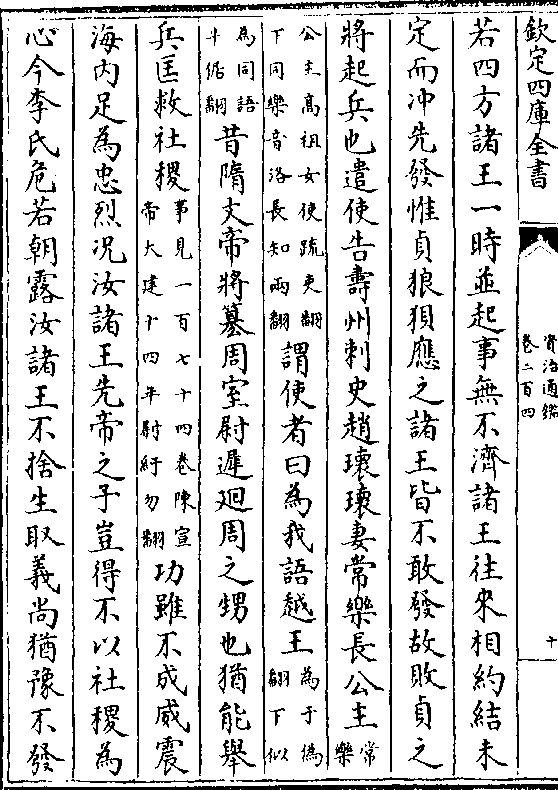 欽定四庫全書
資治通鑑
卷二百四
十
若四方諸王一時並起事無不濟諸王往來相約結未
定而冲先發惟貞狼狽應之諸王皆不敢發故敗貞之
將起兵也遣使告壽州刺史趙瓌瓌妻常樂長公主常樂
公主髙祖女使䟽吏翻
下同樂音洛長知兩翻謂使者曰為我語越王為于偽
翻下似
為同語
牛倨翻昔隋文帝將簒周室尉遲迥周之甥也猶能舉
兵匡救社稷事見一百七十四卷陳宣
帝大建十四年尉紆勿翻功雖不成威震
海内足為忠烈况汝諸王先帝之子豈得不以社稷為
心今李氏危若朝露汝諸王不捨生取義尚猶豫不發